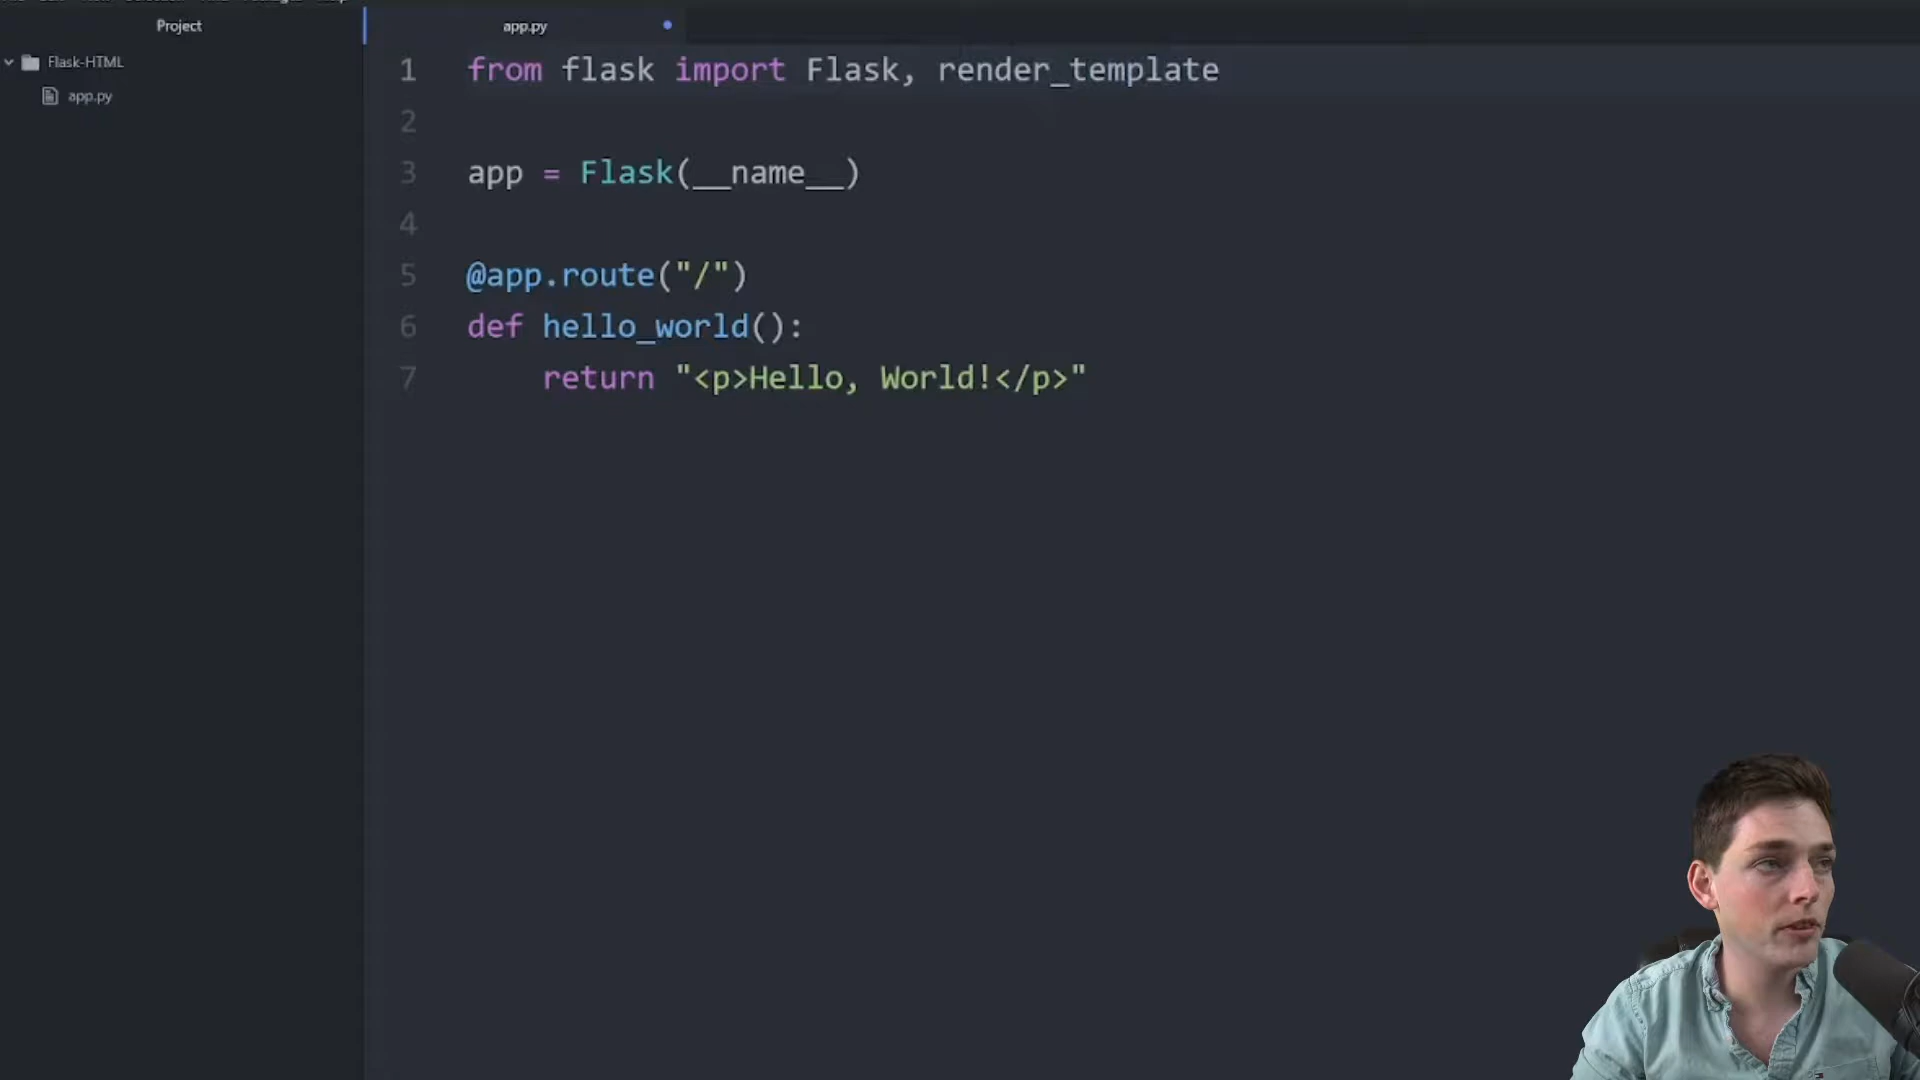 Project
app.py
Flask-HTML
app.py
1 from flask import Flask, render_template
2
3 app = Flask(__name__)
4
5 @app.route("/")
6 def hello_world():
7     return "<p>Hello, World!</p>"